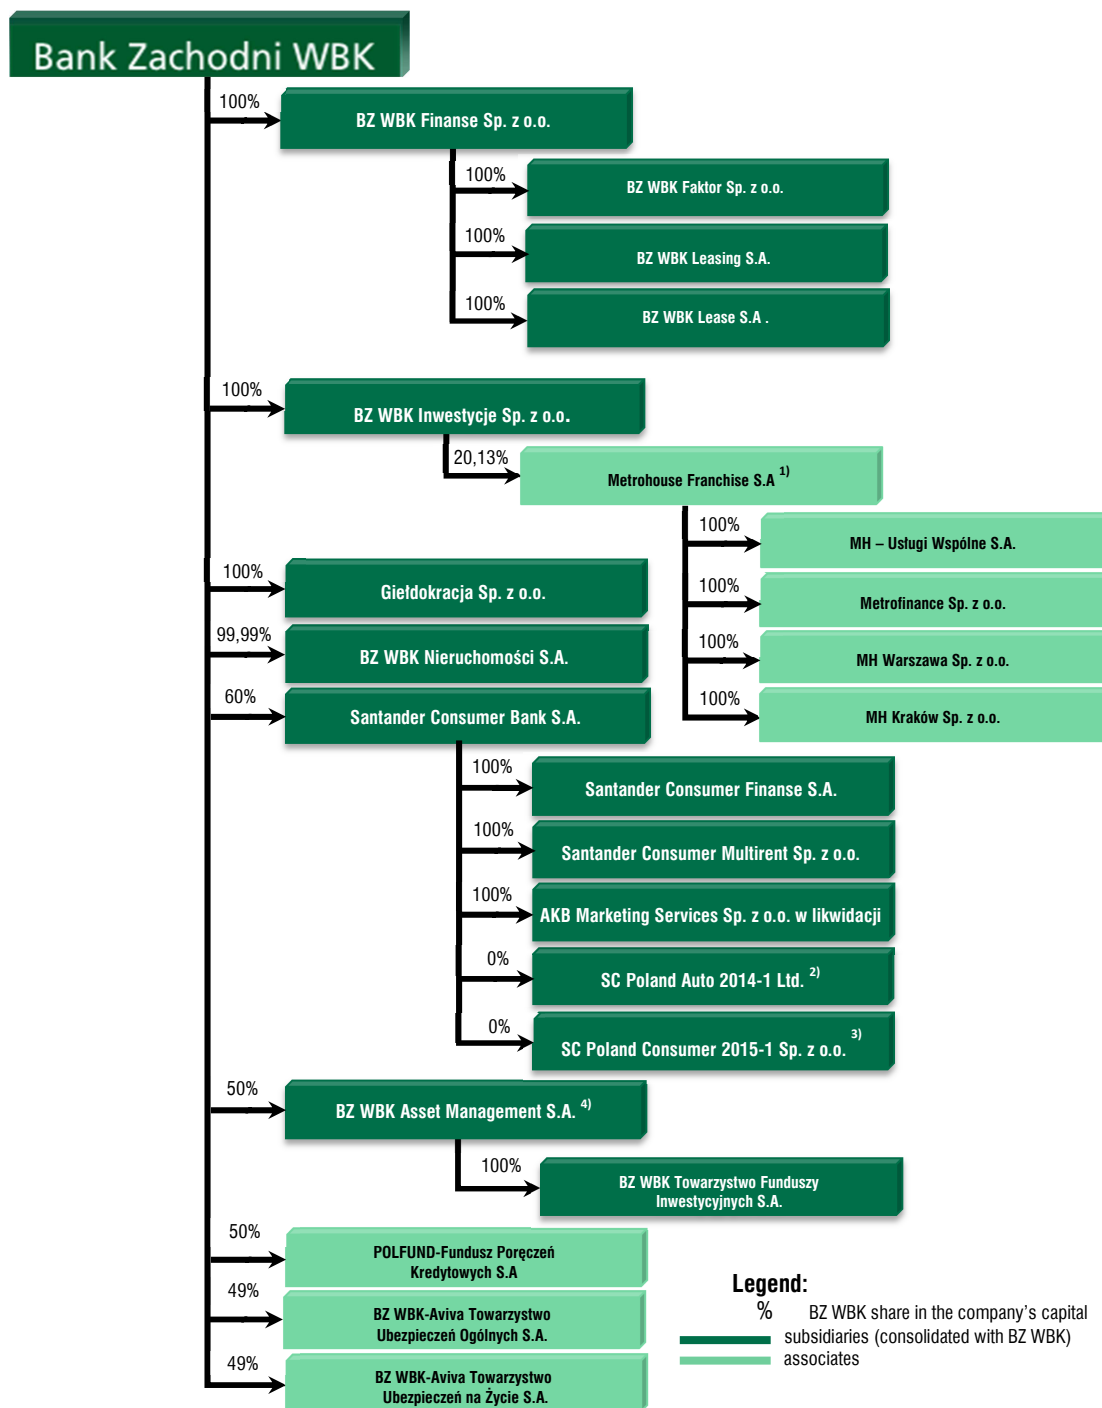 Bank Zachodni WBK
100%
BZ WBK Finanse Sp. z o.o.
100%
BZ WBK Faktor Sp. z o.o.
100%
BZ WBK Leasing S.A.
100%
BZ WBK Lease S.A .
100%
BZ WBK Inwestycje Sp. z o.o.
20,13%
Metrohouse Franchise S.A 1)
100%
MH – Usługi Wspólne S.A.
100%
Metrofinance Sp. z o.o.
100%
MH Warszawa Sp. z o.o.
100%
MH Kraków Sp. z o.o.
100%
Giełdokracja Sp. z o.o.
99,99%
BZ WBK Nieruchomości S.A.
60%
Santander Consumer Bank S.A.
100%
Santander Consumer Finanse S.A.
100%
Santander Consumer Multirent Sp. z o.o.
100%
AKB Marketing Services Sp. z o.o. w likwidacji
0%
SC Poland Auto 2014-1 Ltd. 2)
0%
SC Poland Consumer 2015-1 Sp. z o.o. 3)
50%
BZ WBK Asset Management S.A. 4)
100%
BZ WBK Towarzystwo Funduszy
Inwestycyjnych S.A.
50%
POLFUND-Fundusz Poręczeń
Kredytowych S.A
49%
BZ WBK-Aviva Towarzystwo
Ubezpieczeń Ogólnych S.A.
49%
BZ WBK-Aviva Towarzystwo
Ubezpieczeń na Życie S.A.
Legend:
% BZ WBK share in the company's capital
subsidiaries (consolidated with BZ WBK)
associates